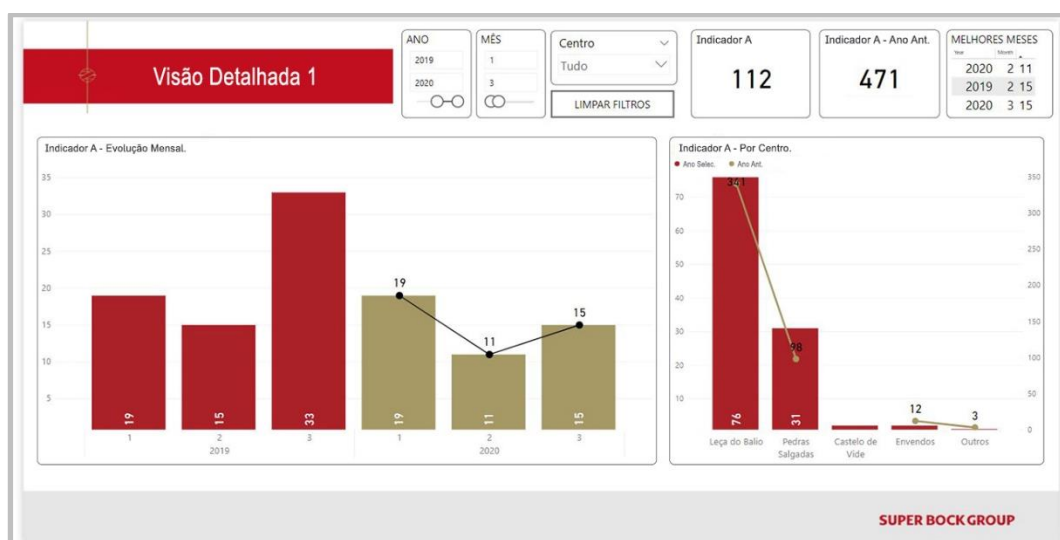 Visão Detalhada 1
ANO
2019
2020
MÊS
1
3
Centro
Tudo
LIMPAR FILTROS
Indicador A
112
Indicador A - Ano Ant.
471
MELHORES MESES
Year Month
2020 2 11
2019 2 15
2020 3 15
Indicador A - Evolução Mensal.
35
30
25
20
15
10
5
19
15
33
19
11
15
19
11
15
1 2 3 1 2 3
2019 2020
Indicador A - Por Centro.
Ano Selec. Ano Ant.
70
60
50
40
30
20
10
350
300
250
200
150
100
50
0
341
98
12
3
76
31
Leça do Balio Pedras Salgadas Castelo de Vide Envendos Outros
SUPER BOCK GROUP